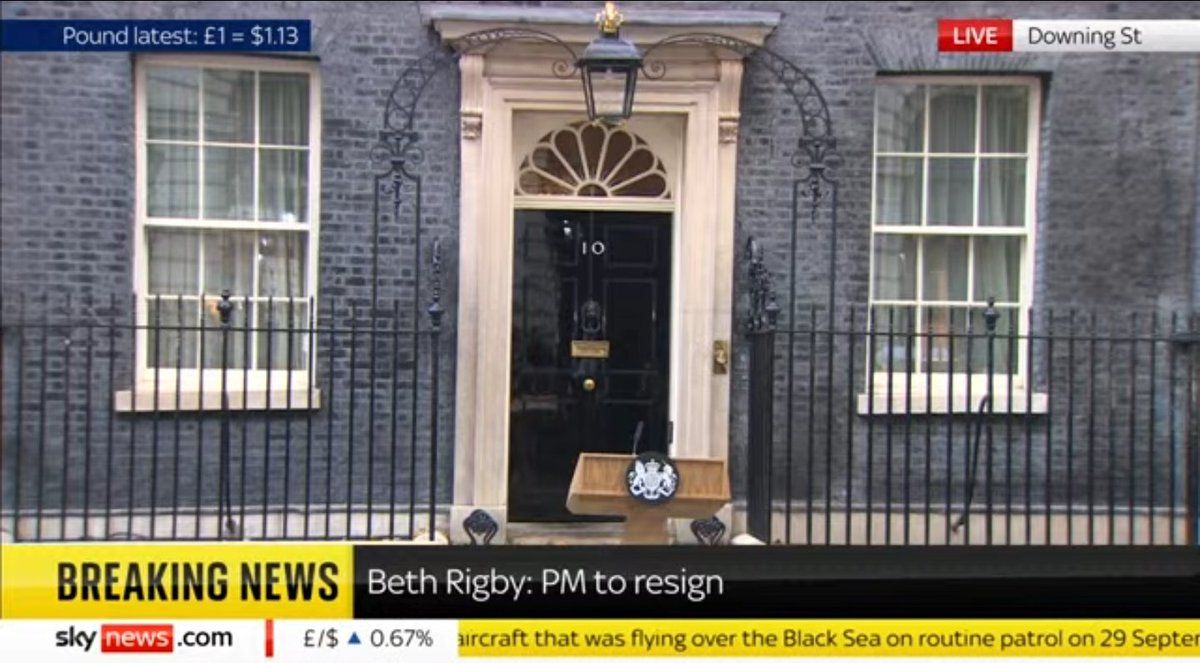 Pound latest: £1 = $1.13
LIVE Downing St
10
BREAKING NEWS
Beth Rigby: PM to resign
sky news.com
£/$ ▲ 0.67%
aircraft that was flying over the Black Sea on routine patrol on 29 Septe